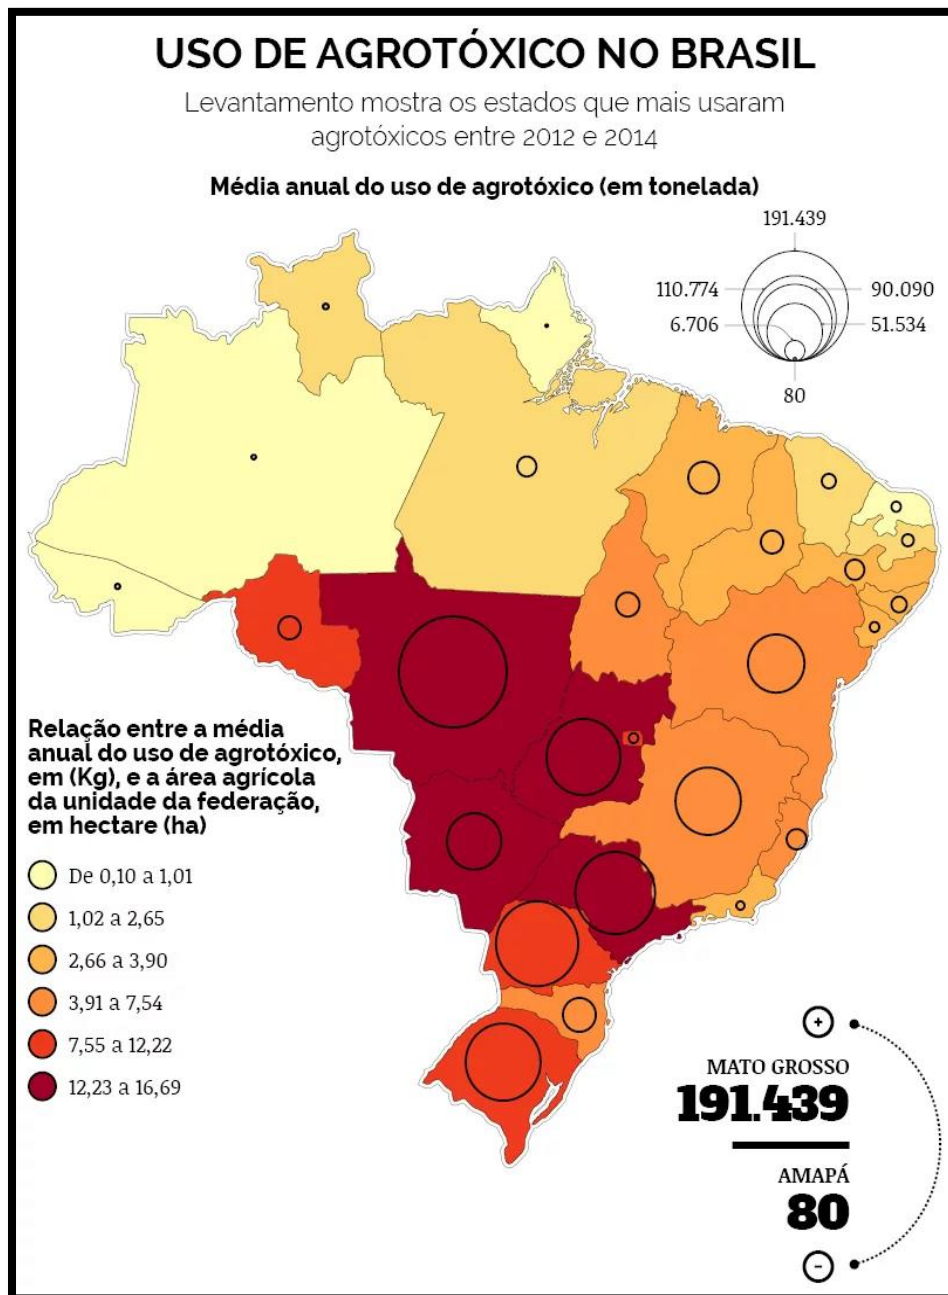 USO DE AGROTÓXICO NO BRASIL
Levantamento mostra os estados que mais usaram
agrotóxicos entre 2012 e 2014
Média anual do uso de agrotóxico (em tonelada)
191.439
110.774
90.090
6.706
51.534
80
Relação entre a média
anual do uso de agrotóxico,
em (Kg), e a área agrícola
da unidade da federação,
em hectare (ha)
De 0,10 a 1,01
1,02 a 2,65
2,66 a 3,90
3,91 a 7,54
7,55 a 12,22
12,23 a 16,69
+
MATO GROSSO
191.439
AMAPÁ
80
-